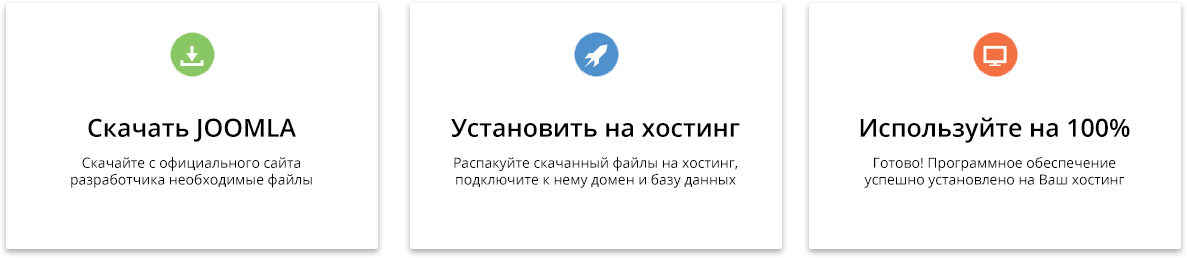 Скачать JOOMLA
Скачайте с официального сайта
разработчика необходимые файлы
Установить на хостинг
Распакуйте скачанный файлы на хостинг,
подключите к нему домен и базу данных
Используйте на 100%
Готово! Программное обеспечение
успешно установлено на Ваш хостинг